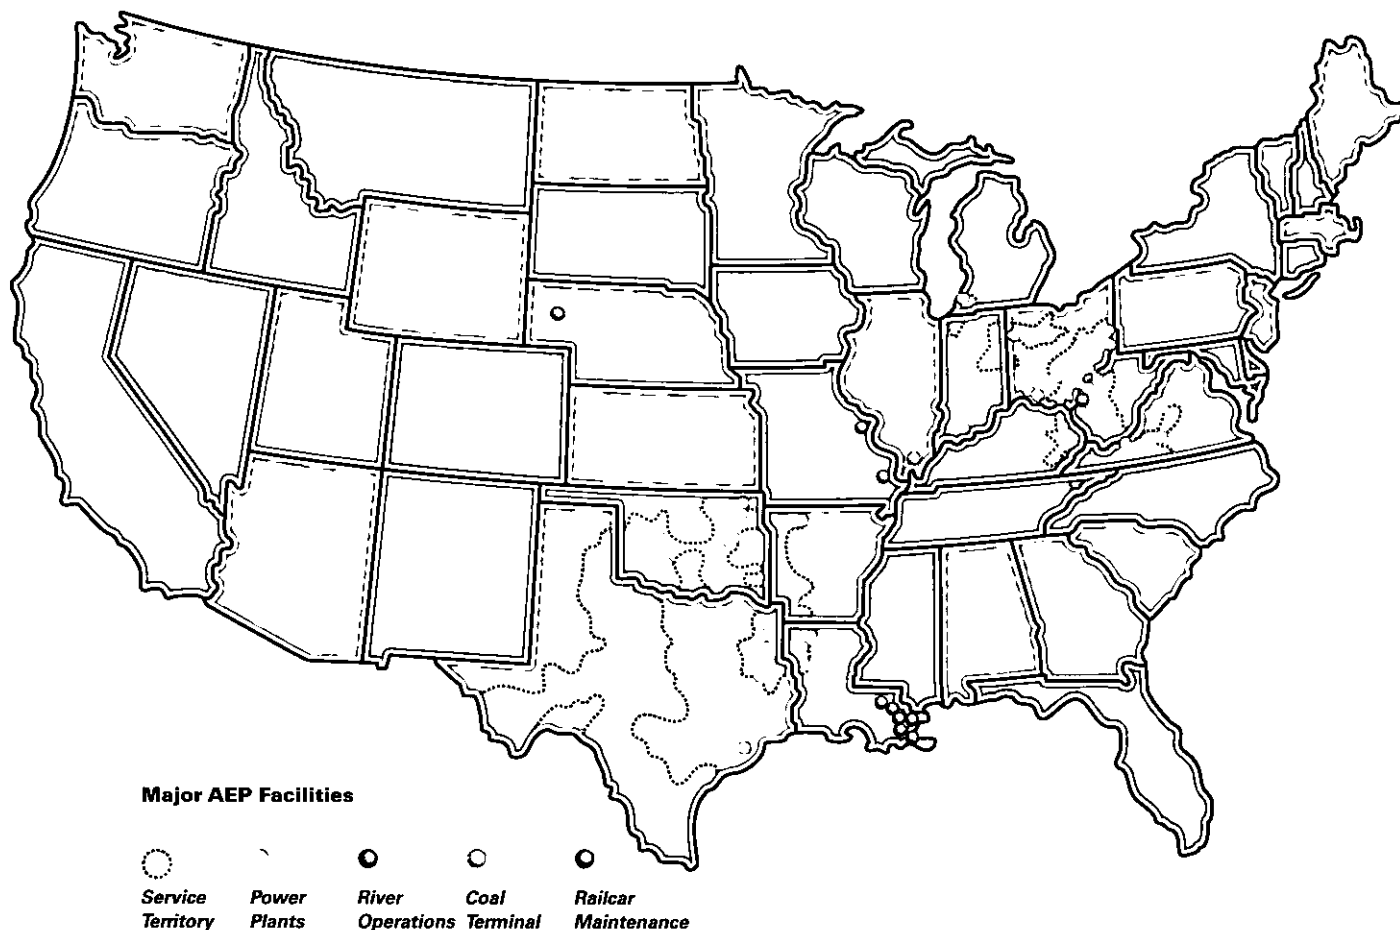 Major AEP Facilities
Service Power River Coal Railcar
Territory Plants Operations Terminal Maintenance